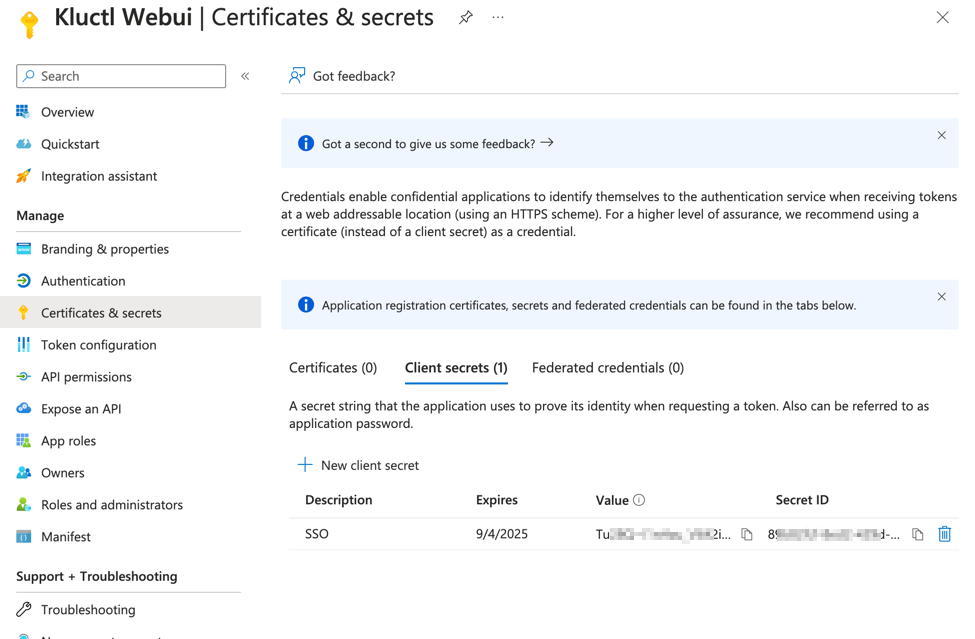 Kluctl Webui | Certificates & secrets
Search
Got feedback?
Overview
Quickstart
Integration assistant
Manage
Branding & properties
Authentication
Certificates & secrets
Token configuration
API permissions
Expose an API
App roles
Owners
Roles and administrators
Manifest
Support + Troubleshooting
Troubleshooting
Got a second to give us some feedback?
Credentials enable confidential applications to identify themselves to the authentication service when receiving tokens
at a web addressable location (using an HTTPS scheme). For a higher level of assurance, we recommend using a
certificate (instead of a client secret) as a credential.
Application registration certificates, secrets and federated credentials can be found in the tabs below.
Certificates (0) Client secrets (1) Federated credentials (0)
A secret string that the application uses to prove its identity when requesting a token. Also can be referred to as
application password.
New client secret
Description Expires Value Secret ID
SSO 9/4/2025